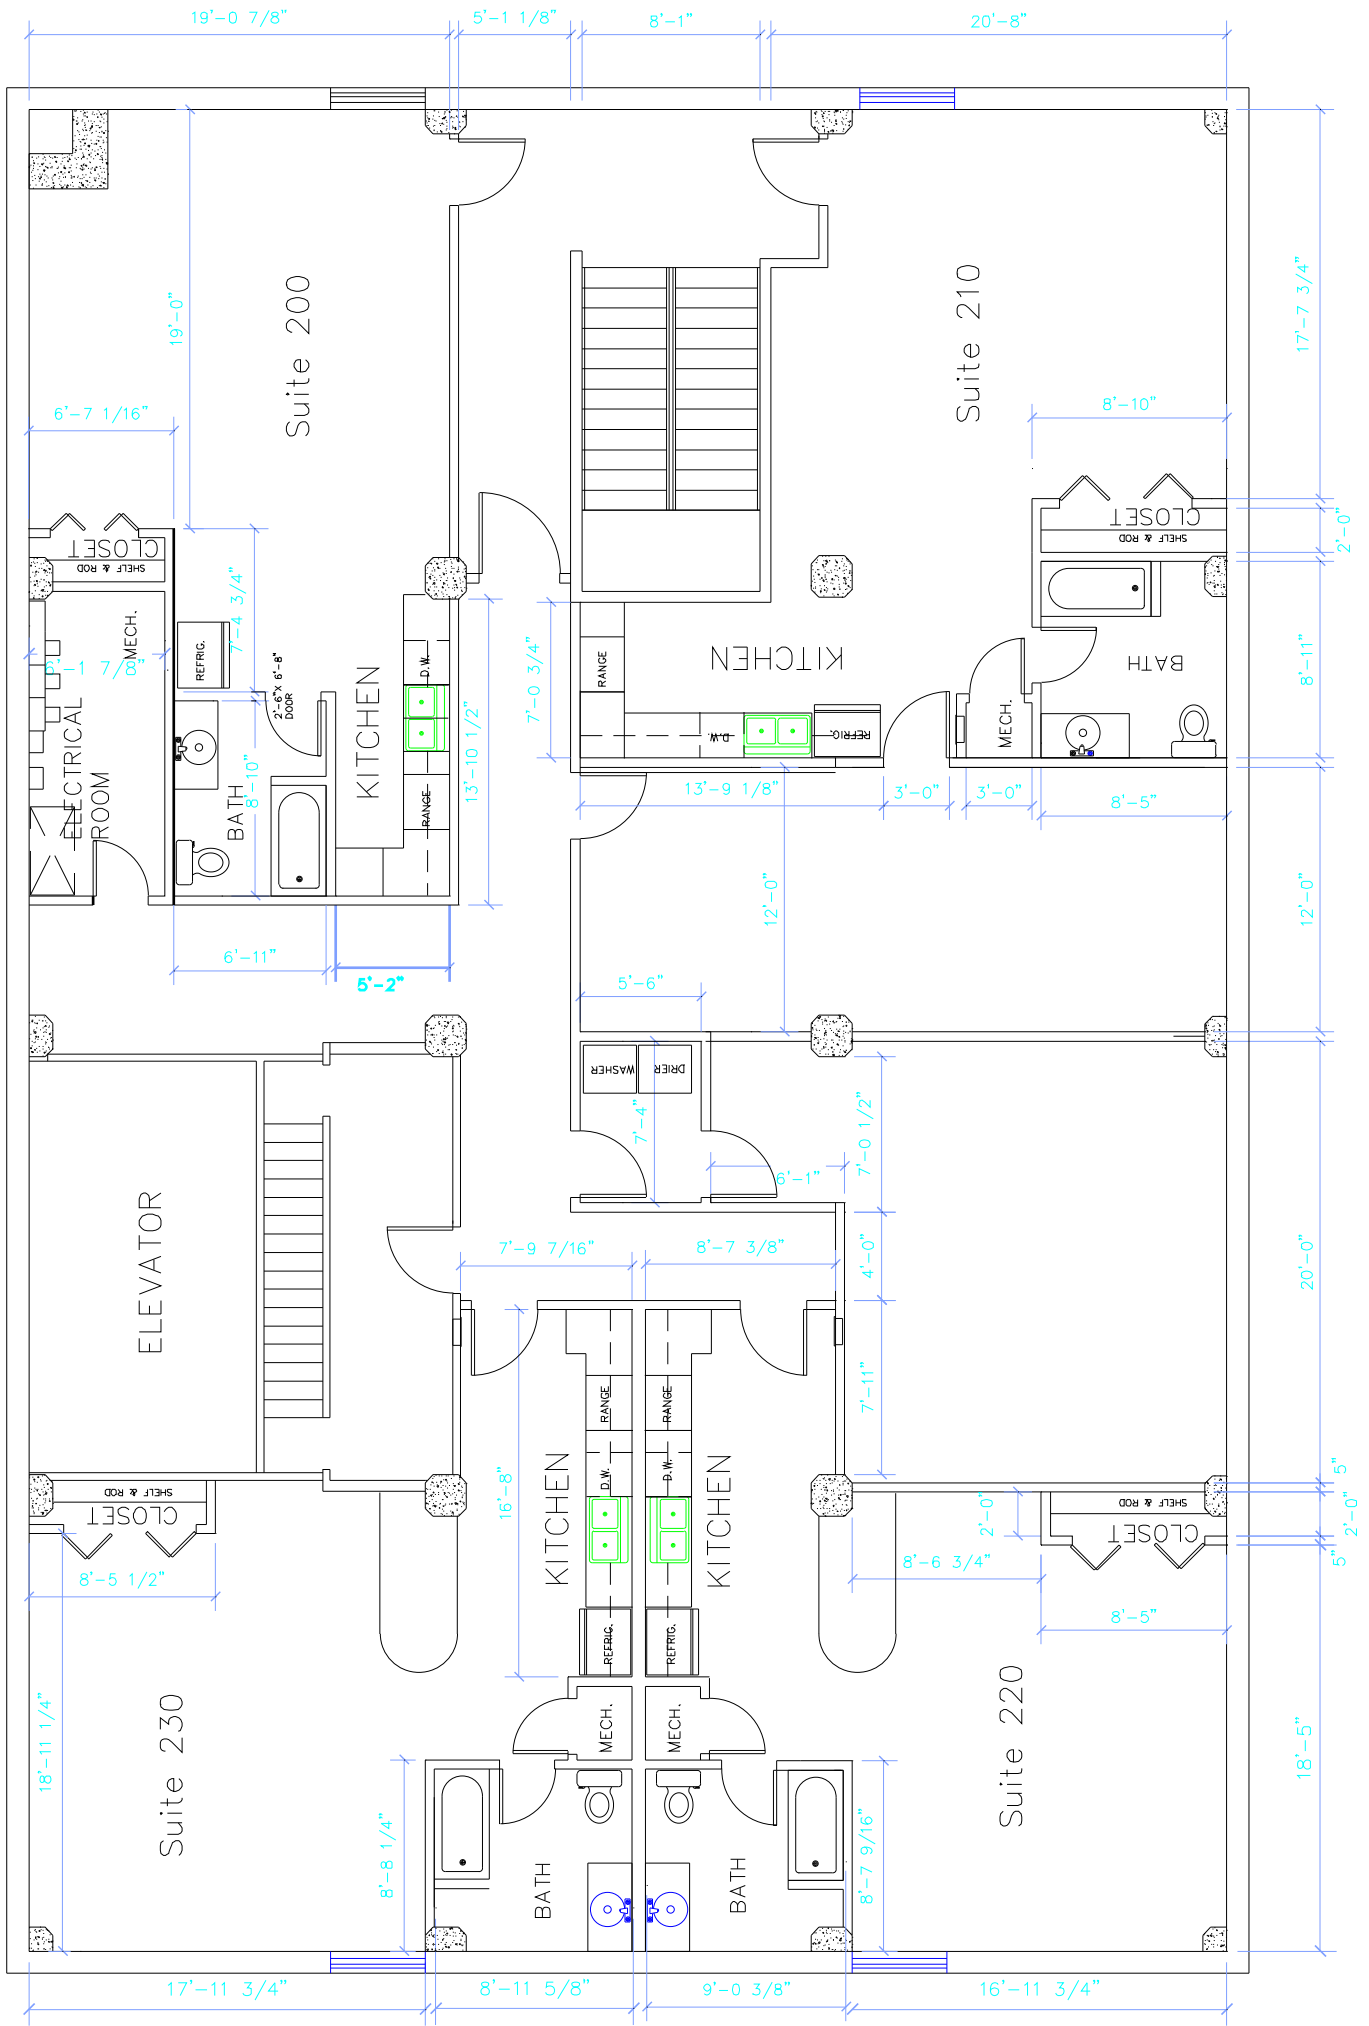 19'-0 7/8"
5'-1 1/8"
8'-1"
20'-8"
19'-0"
Suite 200
Suite 210
17'-7 3/4"
6'-7 1/16"
8'-10"
CLOSET
SHELF & ROD
CLOSET
SHELF & ROD
2'-0"
MECH.
6'-1 7/8"
REFRIG.
7'-4 3/4"
2'-6"X 6'-8"
DOOR
D.W.
KITCHEN
RANGE
13'-10 1/2"
7'-0 3/4"
RANGE
KITCHEN
D.W.
REFRIG.
MECH.
BATH
8'-11"
ELECTRICAL
ROOM
BATH
8'-10"
13'-9 1/8"
3'-0"
3'-0"
8'-5"
12'-0"
12'-0"
6'-11"
5'-2"
5'-6"
WASHER
DRIER
7'-4"
6'-1"
7'-0 1/2"
4'-0"
7'-11"
20'-0"
ELEVATOR
7'-9 7/16"
8'-7 3/8"
16'-8"
RANGE
RANGE
D.W.
D.W.
KITCHEN
KITCHEN
REFRIG.
REFRIG.
SHELF & ROD
CLOSET
8'-5 1/2"
SHELF & ROD
CLOSET
5"
2'-0"
2'-0"
5"
8'-6 3/4"
8'-5"
MECH.
MECH.
18'-11 1/4"
Suite 230
Suite 220
18'-5"
8'-8 1/4"
BATH
BATH
8'-7 9/16"
17'-11 3/4"
8'-11 5/8"
9'-0 3/8"
16'-11 3/4"